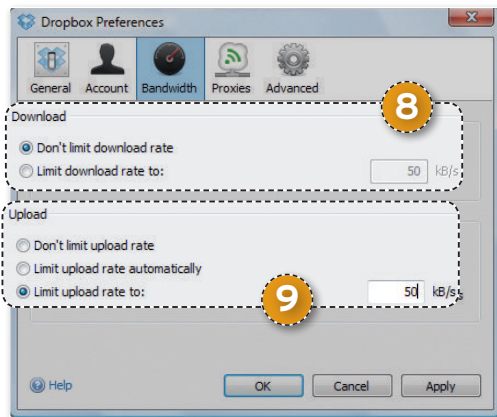 Dropbox Preferences
General Account Bandwidth Proxies Advanced
8
Download
Don't limit download rate
Limit download rate to: 50 kB/s
Upload
Don't limit upload rate
Limit upload rate automatically
Limit upload rate to: 50 kB/s
9
Help OK Cancel Apply